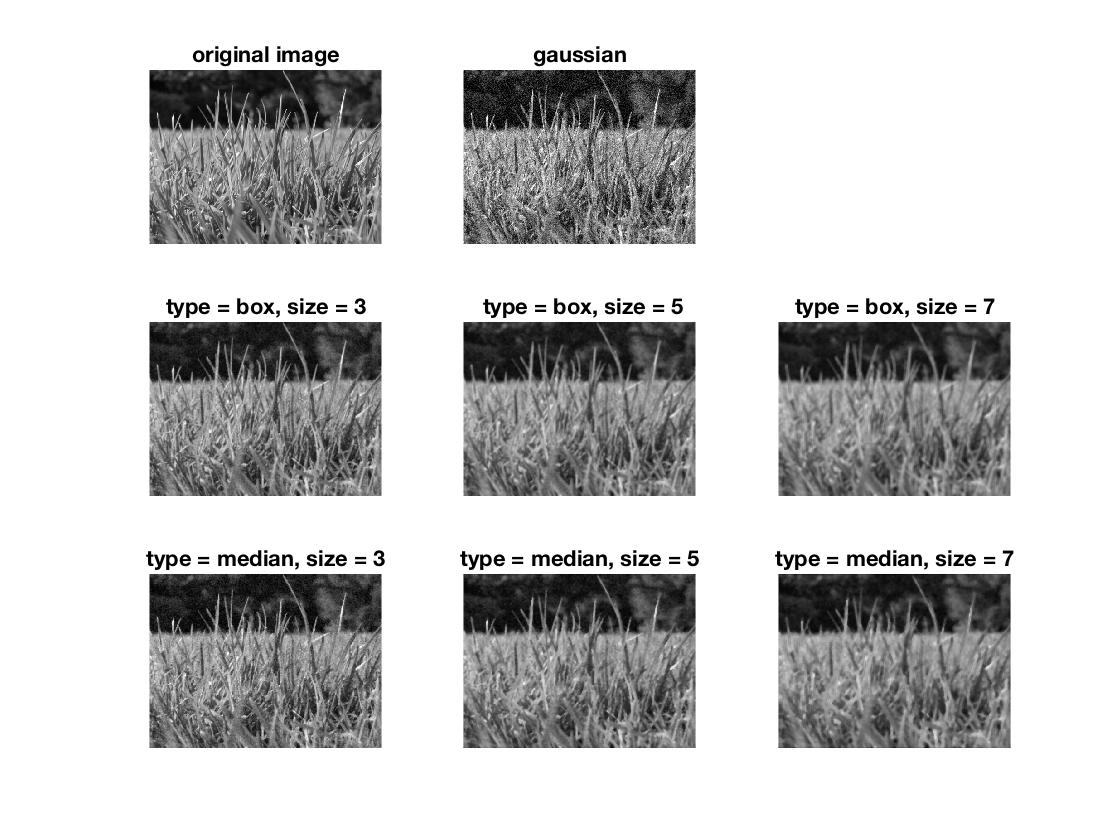 original image
gaussian
type = box, size = 3
type = box, size = 5
type = box, size = 7
type = median, size = 3
type = median, size = 5
type = median, size = 7